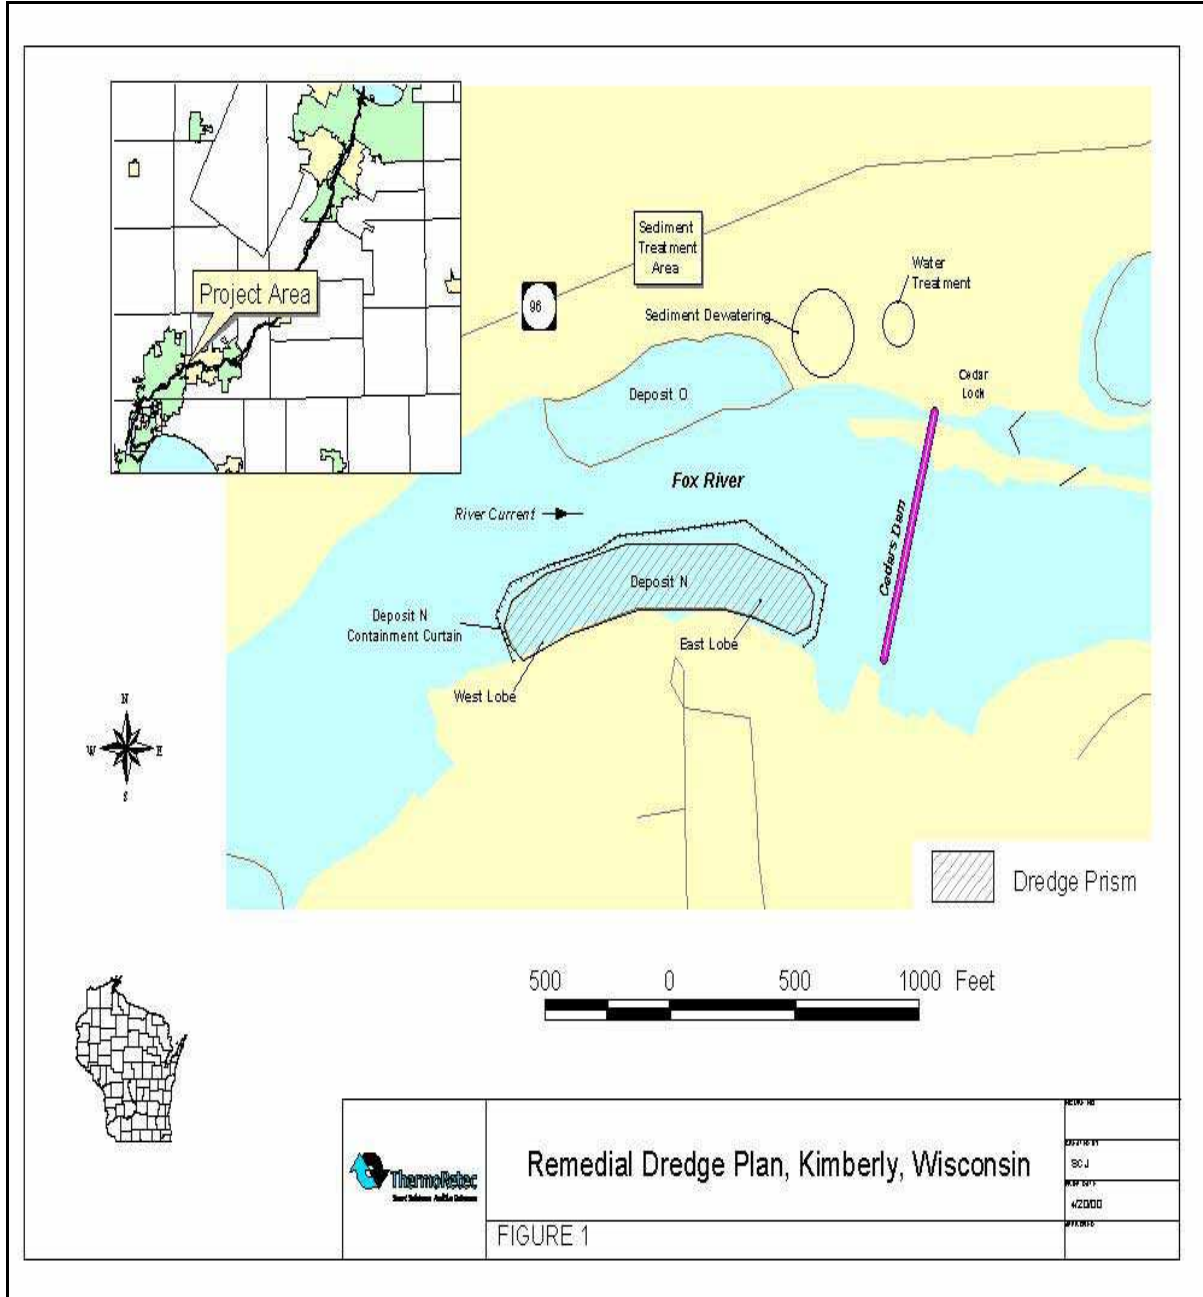 Project Area
Sediment
Treatment
Area
96
Water
Treatment
Sediment Dewatering
Cedar
Lock
Deposit O
Fox River
River Current
Cedars Dam
Deposit N
Deposit N
Containment Curtain
East Lobe
West Lobe
N
W E
S
Dredge Prism
500 0 500 1000 Feet
ThermoRetec
Remedial Dredge Plan, Kimberly, Wisconsin
SCJ
4/20/00
FIGURE 1